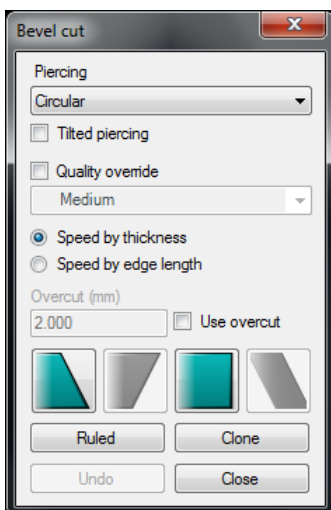 Bevel cut
Piercing
Circular
Tilted piercing
Quality override
Medium
Speed by thickness
Speed by edge length
Overcut (mm)
2.000 Use overcut
Ruled Clone
Undo Close